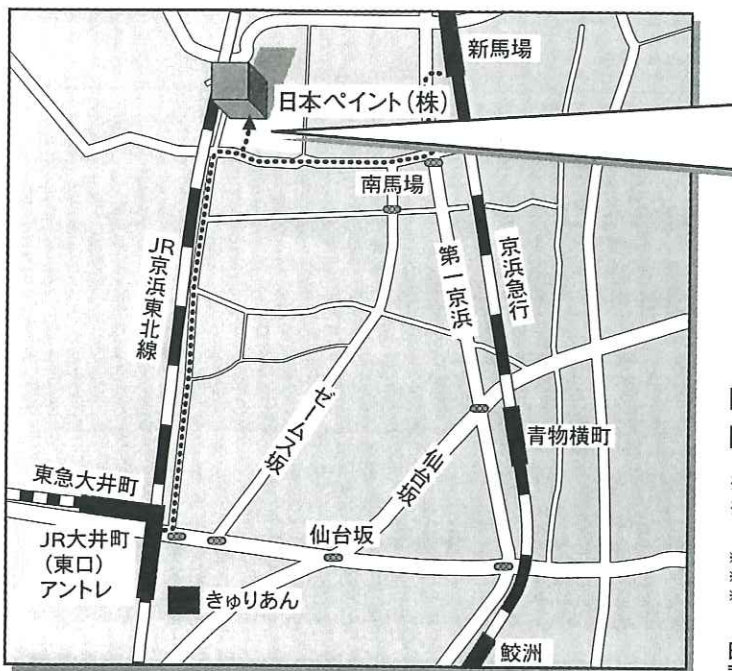 新馬場
日本ペイント(株)
南馬場
JR京浜東北線
第一京浜
京浜急行
ゼームス坂
青物横町
仙台坂
東急大井町
仙台坂
JR大井町
(東口)
アントレ
きゅりあん
鮫洲